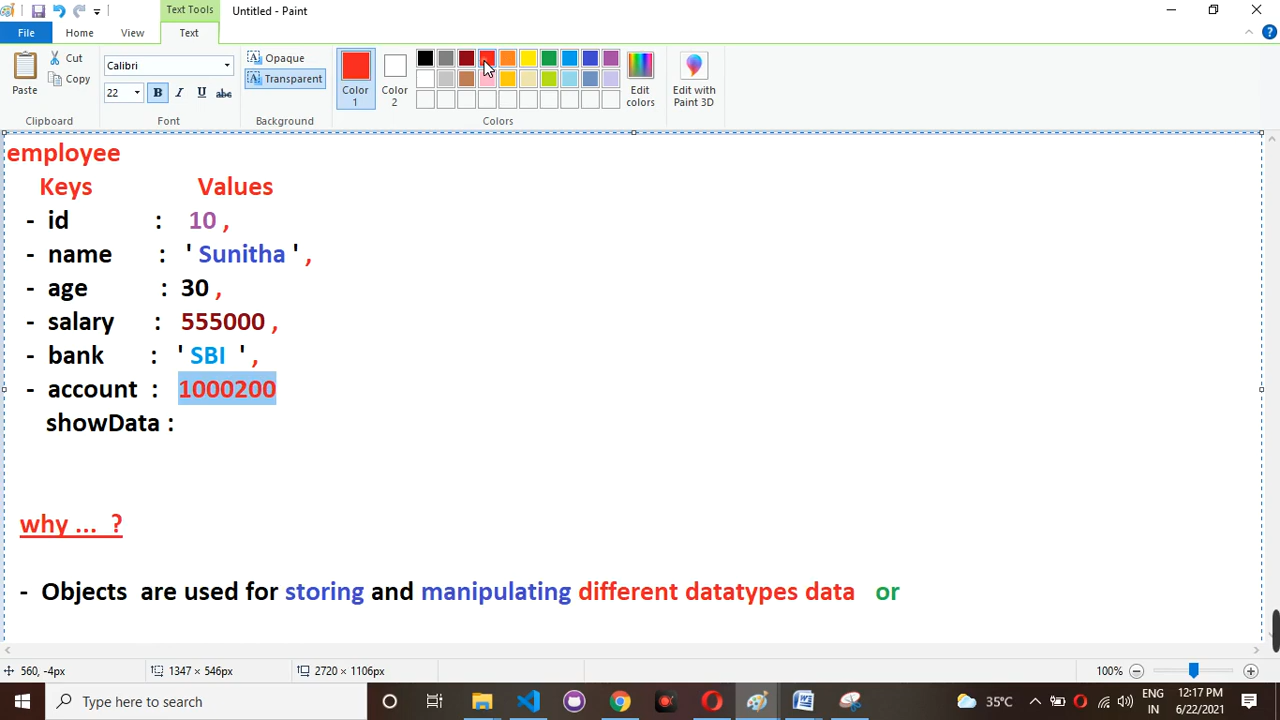 Text Tools
Untitled - Paint
File
Home
View
Text
Paste
Cut
Copy
Clipboard
Calibri
22
B
I
U
abc
Font
Opaque
Transparent
Background
Color 1
Color 2
Edit colors
Colors
Edit with Paint 3D
employee
Keys Values
- id : 10 ,
- name : ' Sunitha ' ,
- age : 30 ,
- salary : 555000 ,
- bank : ' SBI ' ,
- account : 1000200
showData :
why ... ?
- Objects are used for storing and manipulating different datatypes data or
560, -4px
1347 × 546px
2720 × 1106px
100%
Type here to search
35°C
ENG
IN
12:17 PM
6/22/2021